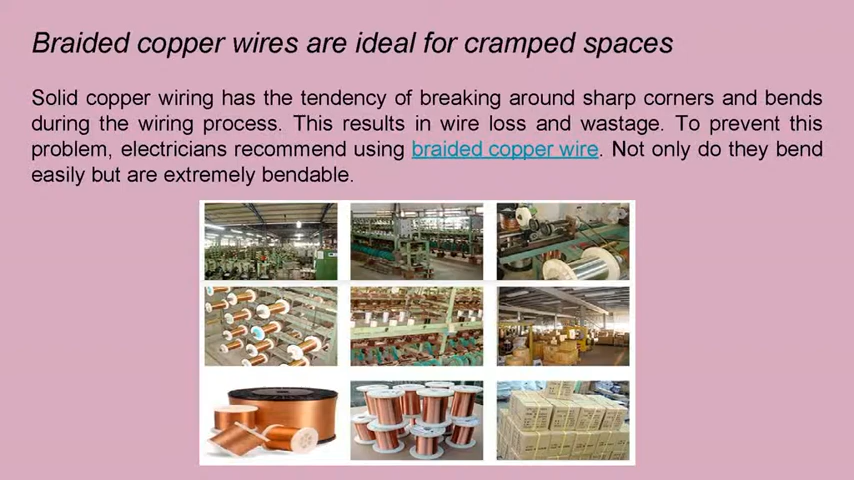 Braided copper wires are ideal for cramped spaces
Solid copper wiring has the tendency of breaking around sharp corners and bends
during the wiring process. This results in wire loss and wastage. To prevent this
problem, electricians recommend using braided copper wire. Not only do they bend
easily but are extremely bendable.